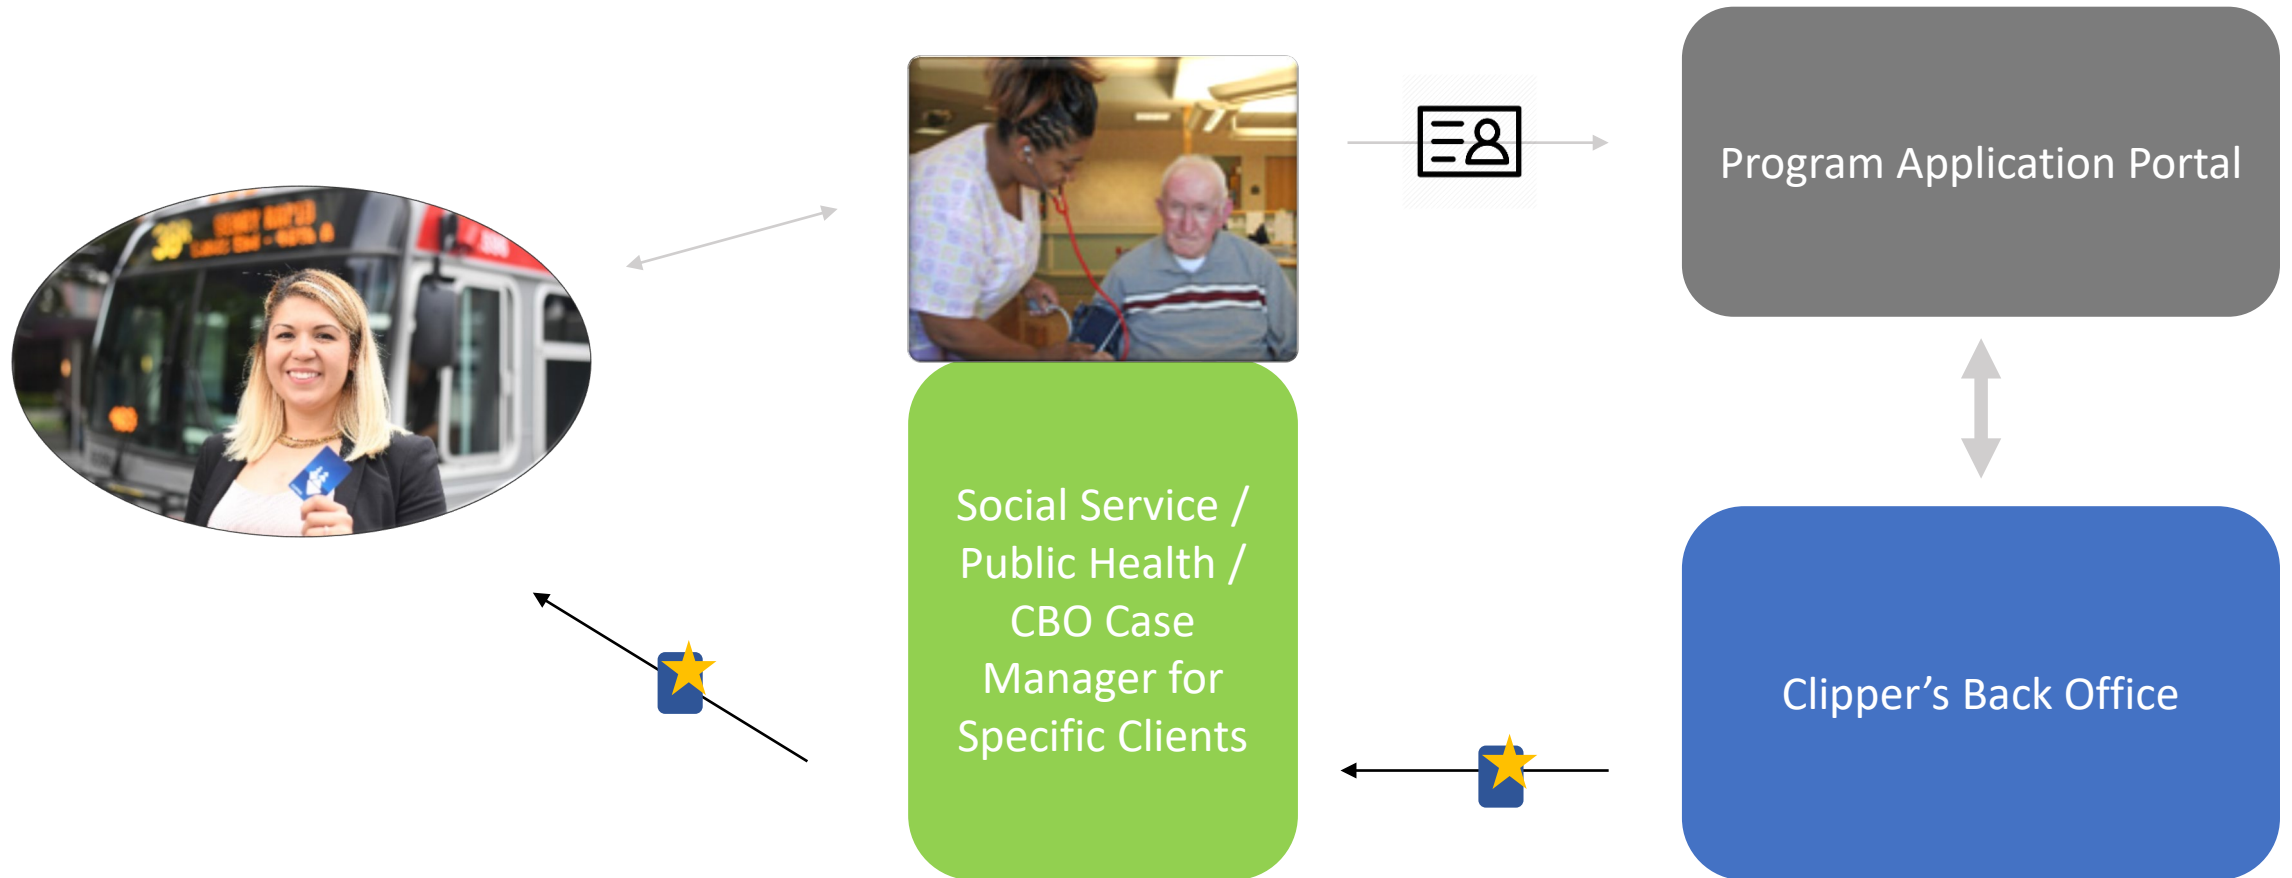 Program Application Portal
Social Service /
Public Health /
CBO Case
Manager for
Specific Clients
Clipper’s Back Office